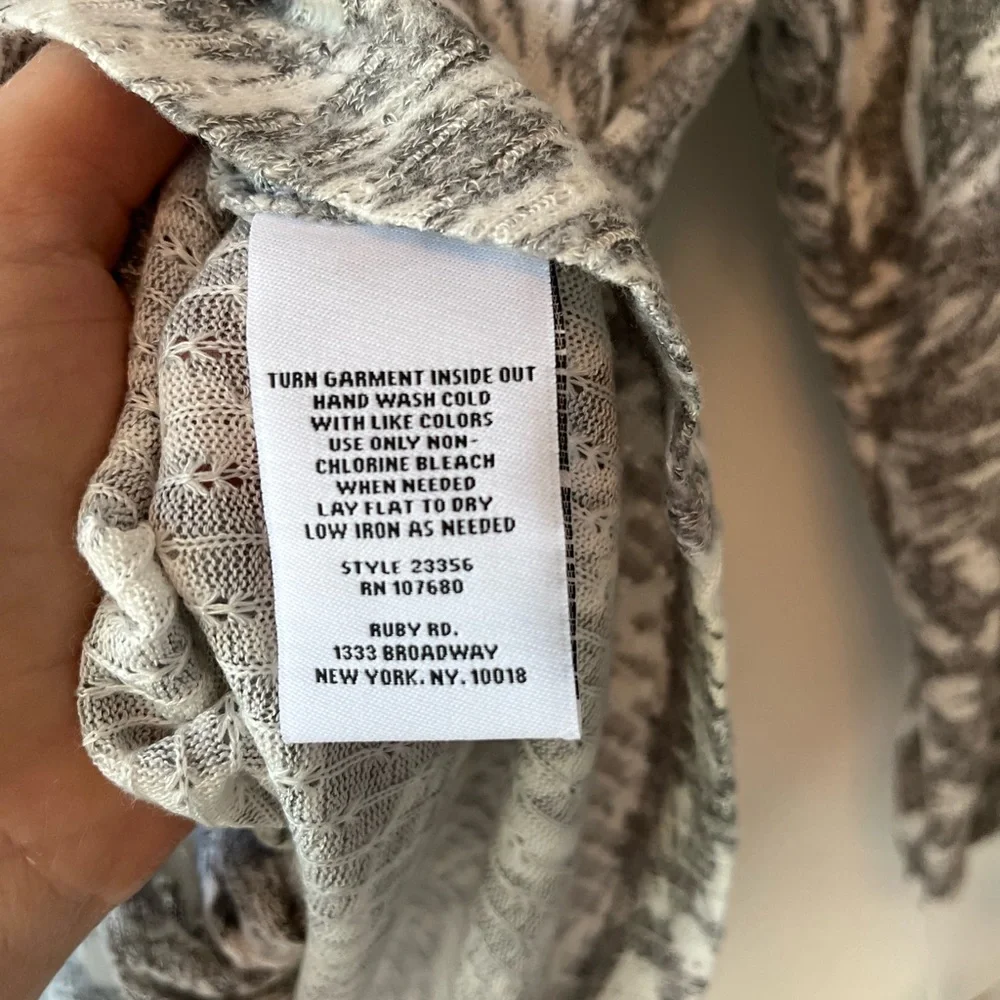 TURN GARMENT INSIDE OUT
HAND WASH COLD
WITH LIKE COLORS
USE ONLY NON-
CHLORINE BLEACH
WHEN NEEDED
LAY FLAT TO DRY
LOW IRON AS NEEDED
STYLE 23356
RN 107680
RUBY RD.
1333 BROADWAY
NEW YORK. NY. 10018